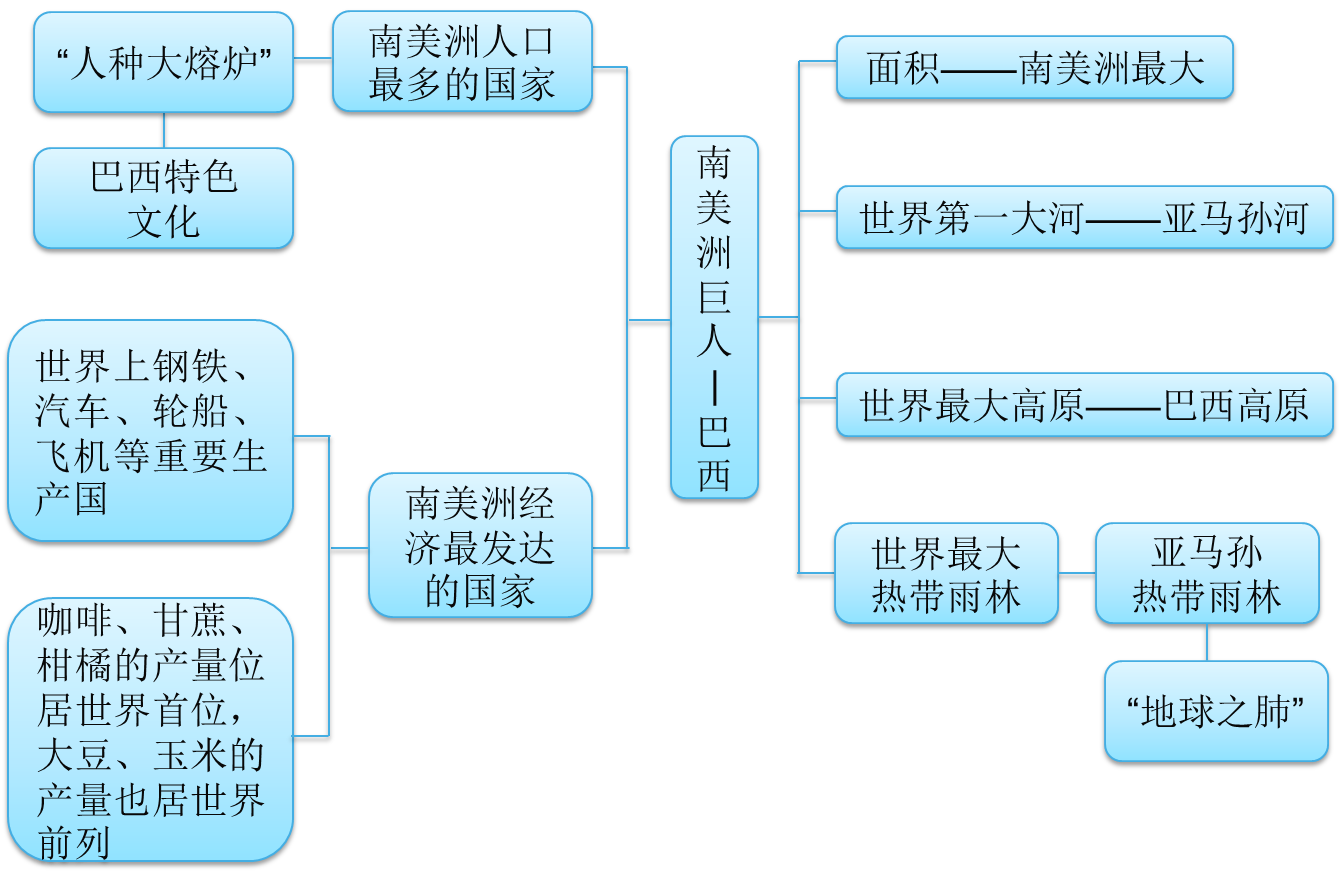 “人种大熔炉”
南美洲人口
最多的国家
巴西特色
文化
世界上钢铁、
汽车、轮船、
飞机等重要生
产国
南美洲经
济最发达
的国家
咖啡、甘蔗、
柑橘的产量位
居世界首位，
大豆、玉米的
产量也居世界
前列
南美洲巨人—巴西
面积——南美洲最大
世界第一大河——亚马孙河
世界最大高原——巴西高原
世界最大
热带雨林
亚马孙
热带雨林
“地球之肺”